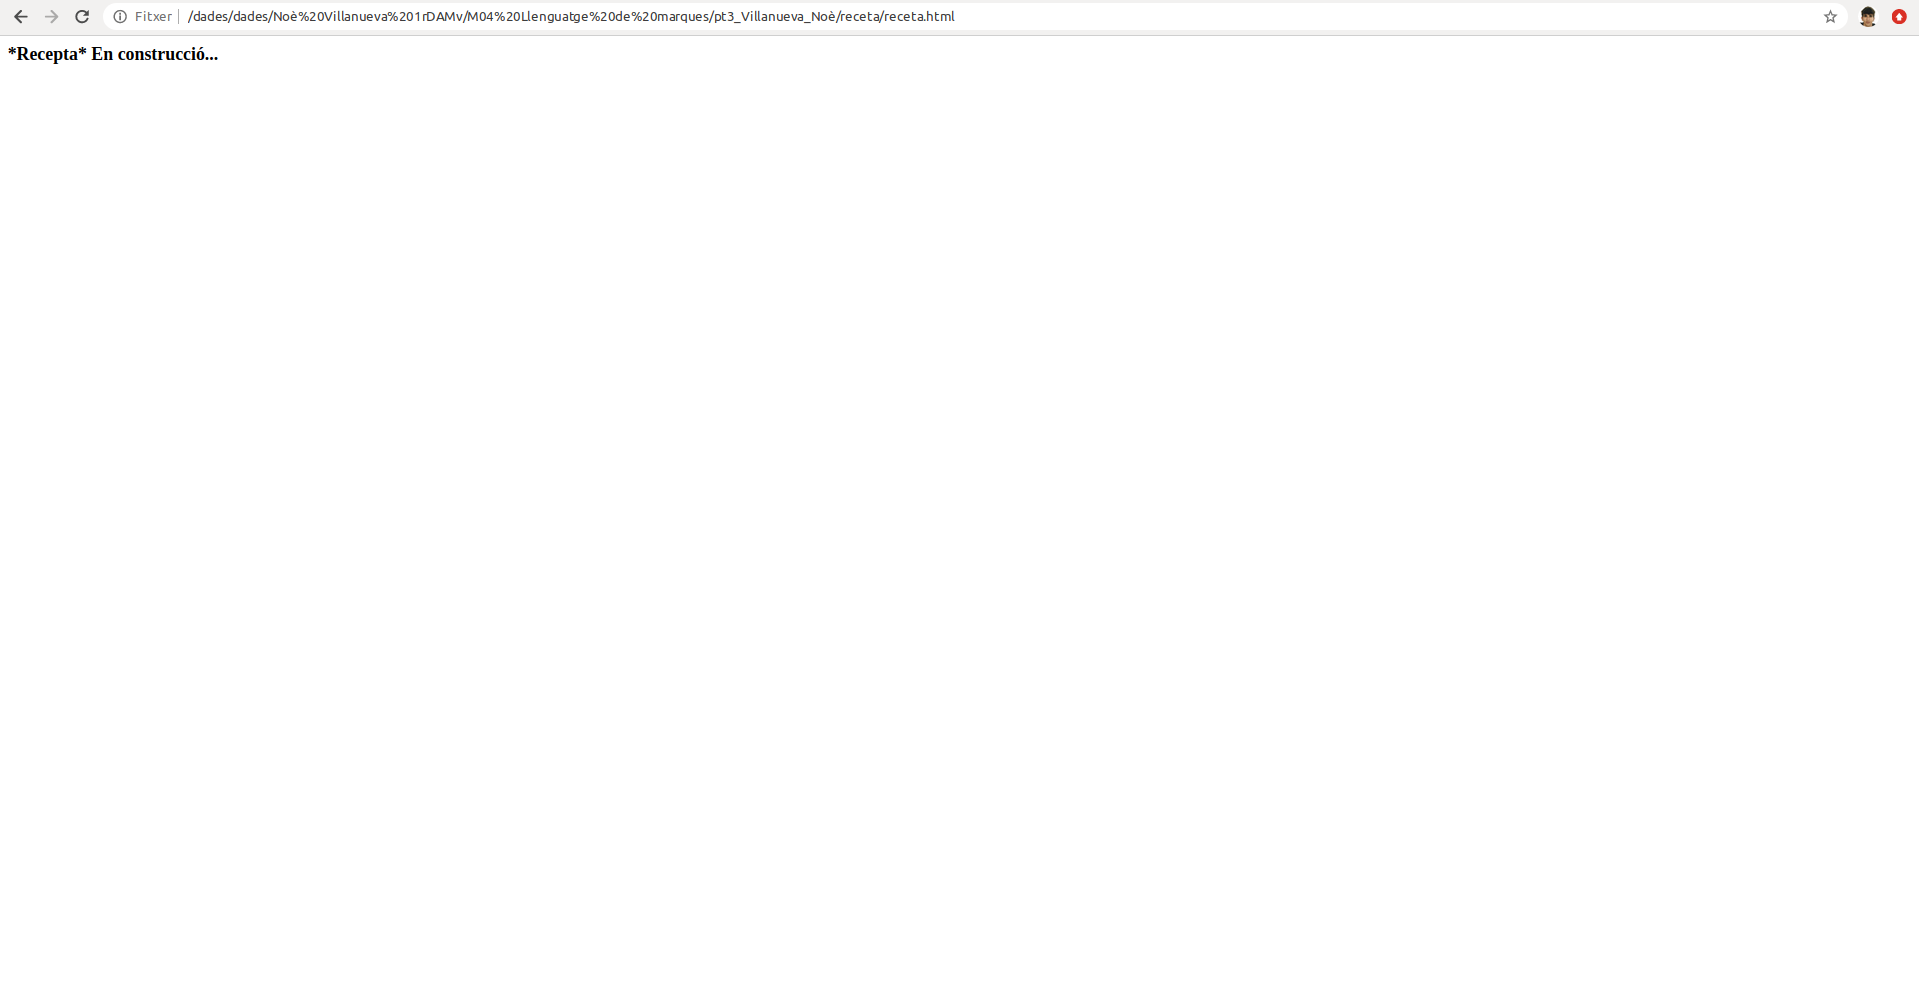 Fitxer /dades/dades/Noè%20Villanueva%201rDAMv/M04%20Llenguatge%20de%20marques/pt3_Villanueva_Noè/receta/receta.html
*Recepta* En construcció...